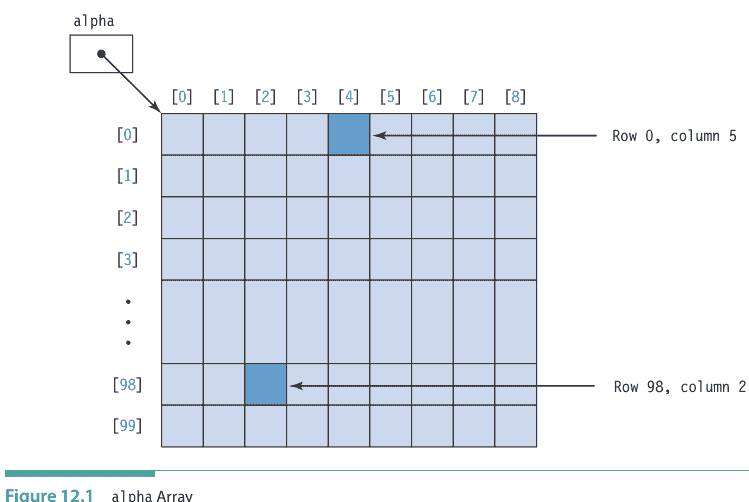 alpha
[0] [1] [2] [3] [4] [5] [6] [7] [8]
[0] Row 0, column 5
[1]
[2]
[3]
[98] Row 98, column 2
[99]
Figure 12.1 alpha Array